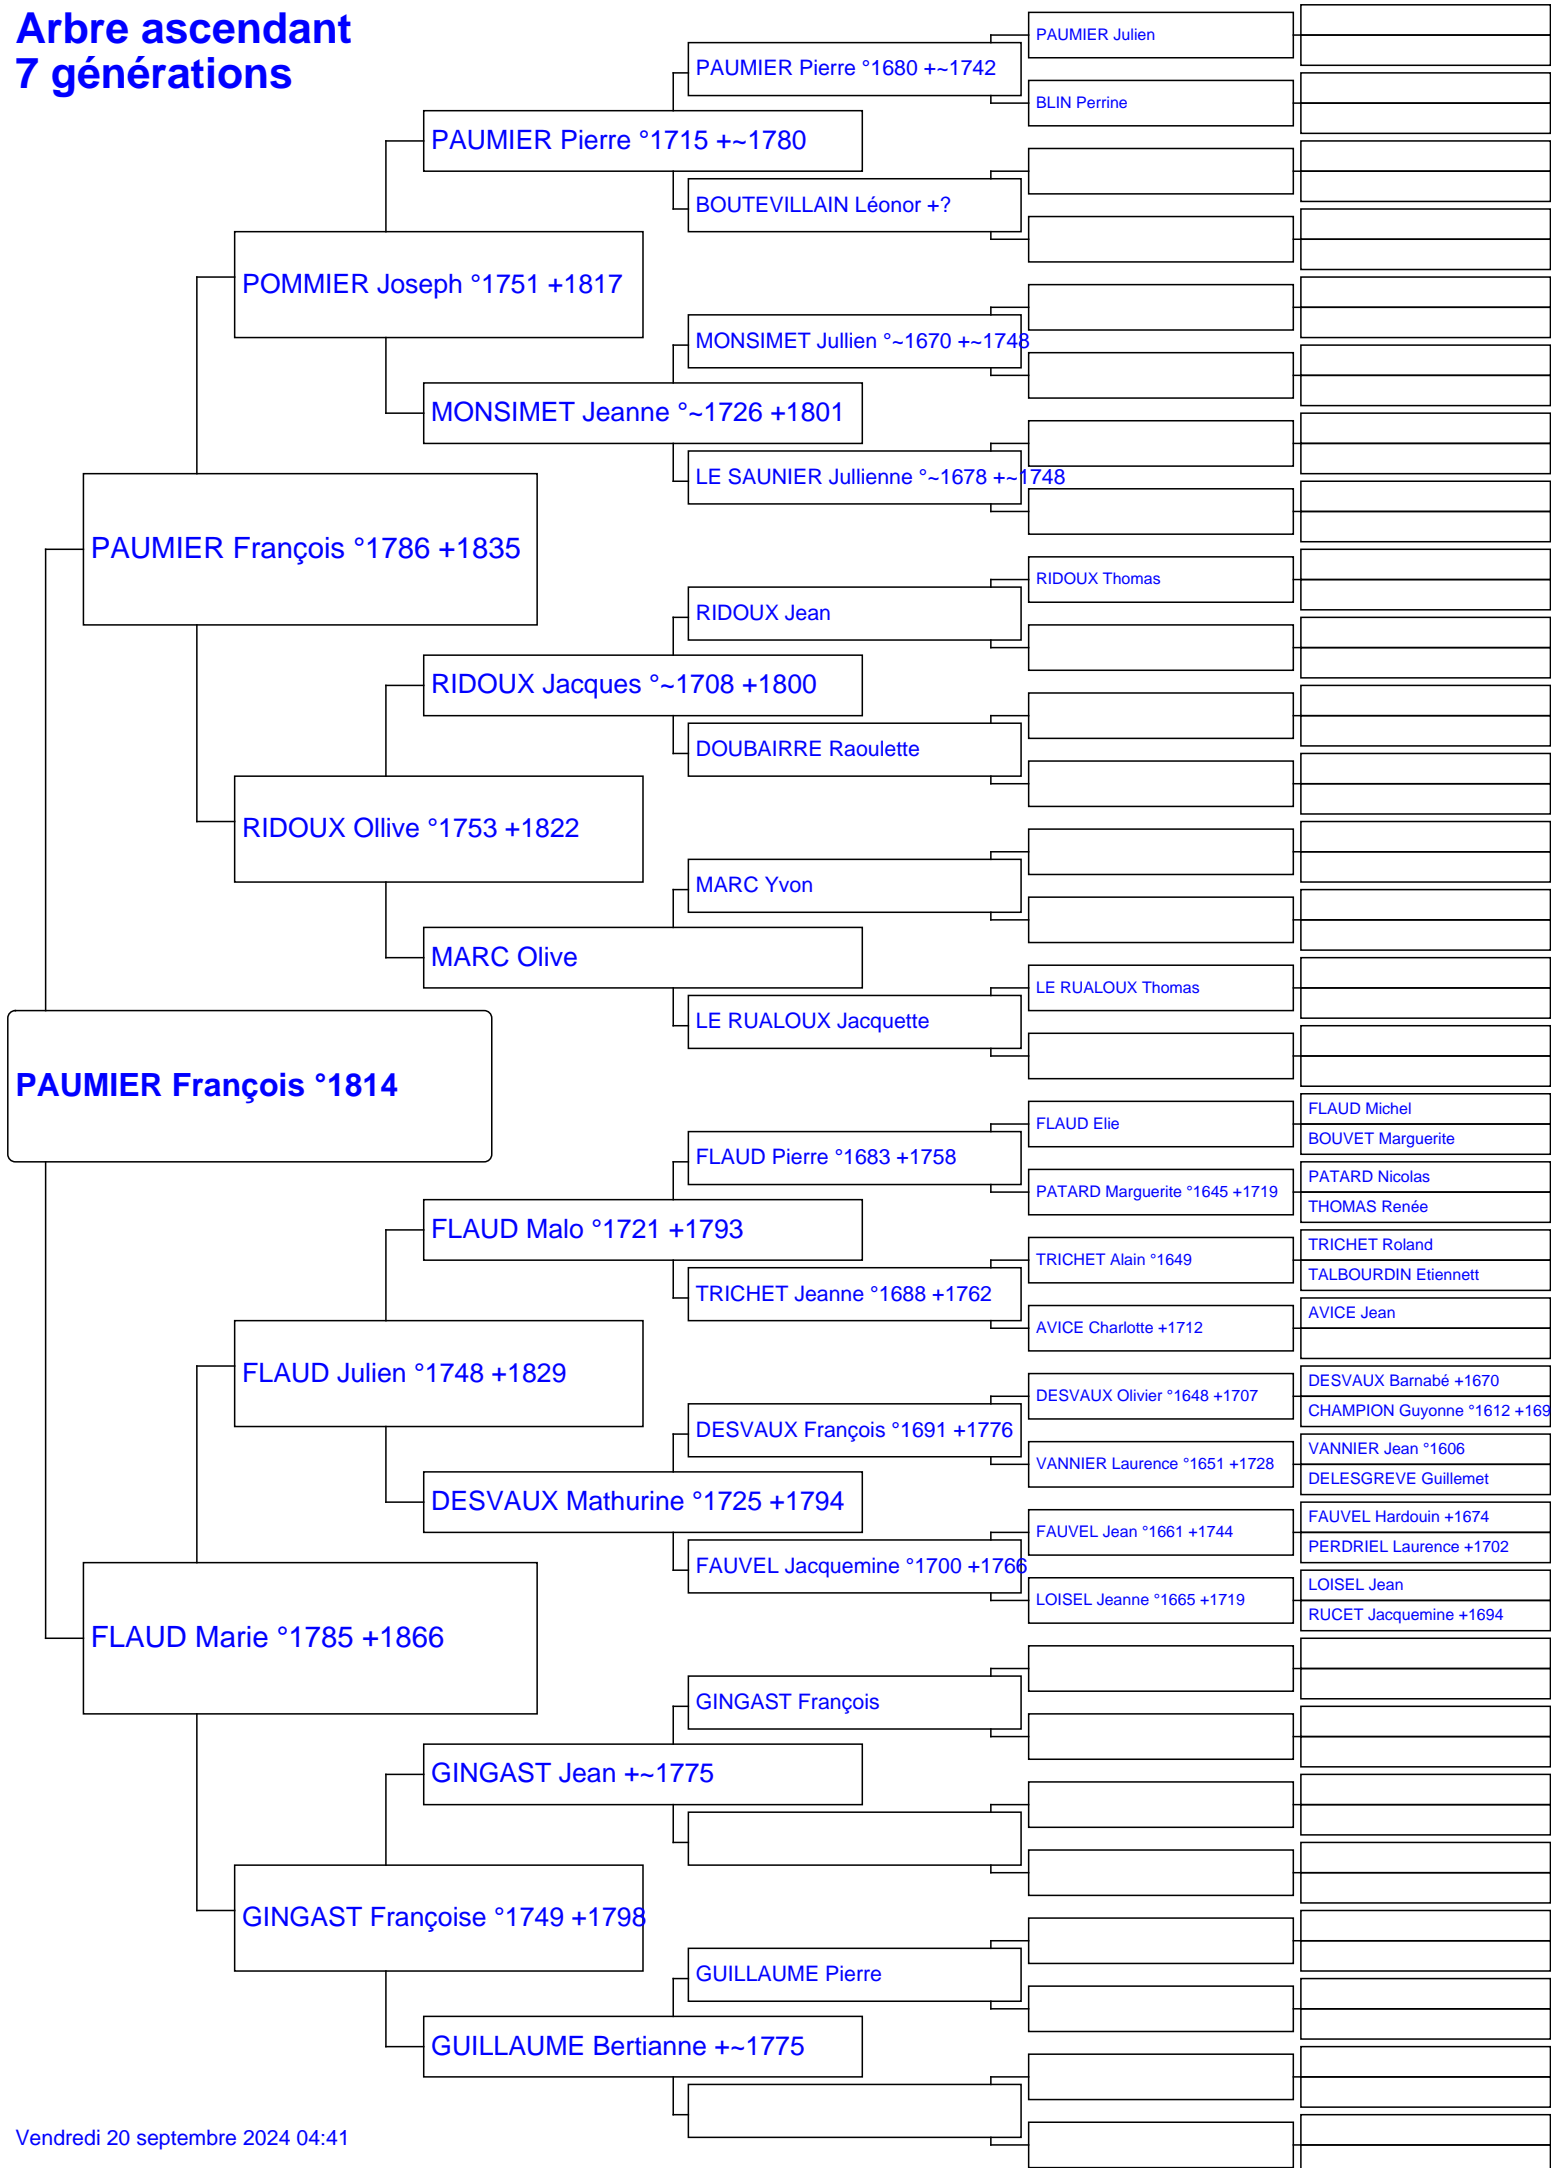 Arbre ascendant
7 générations
PAUMIER François °1814
PAUMIER François °1786 +1835
FLAUD Marie °1785 +1866
POMMIER Joseph °1751 +1817
RIDOUX Ollive °1753 +1822
FLAUD Julien °1748 +1829
GINGAST Françoise °1749 +1798
PAUMIER Pierre °1715 +~1780
MONSIMET Jeanne °~1726 +1801
RIDOUX Jacques °~1708 +1800
MARC Olive
FLAUD Malo °1721 +1793
DESVAUX Mathurine °1725 +1794
GINGAST Jean +~1775
GUILLAUME Bertianne +~1775
PAUMIER Pierre °1680 +~1742
BOUTEVILLAIN Léonor +?
MONSIMET Jullien °~1670 +~1748
LE SAUNIER Jullienne °~1678 +~1748
RIDOUX Jean
DOUBAIRRE Raoulette
MARC Yvon
LE RUALOUX Jacquette
FLAUD Pierre °1683 +1758
TRICHET Jeanne °1688 +1762
DESVAUX François °1691 +1776
FAUVEL Jacquemine °1700 +1766
GINGAST François
GUILLAUME Pierre
PAUMIER Julien
BLIN Perrine
RIDOUX Thomas
LE RUALOUX Thomas
FLAUD Elie
PATARD Marguerite °1645 +1719
TRICHET Alain °1649
AVICE Charlotte +1712
DESVAUX Olivier °1648 +1707
VANNIER Laurence °1651 +1728
FAUVEL Jean °1661 +1744
LOISEL Jeanne °1665 +1719
FLAUD Michel
BOUVET Marguerite
PATARD Nicolas
THOMAS Renée
TRICHET Roland
TALBOURDIN Etiennett
AVICE Jean
DESVAUX Barnabé +1670
CHAMPION Guyonne °1612 +169
VANNIER Jean °1606
DELESGREVE Guillemet
FAUVEL Hardouin +1674
PERDRIEL Laurence +1702
LOISEL Jean
RUCET Jacquemine +1694
Vendredi 20 septembre 2024 04:41